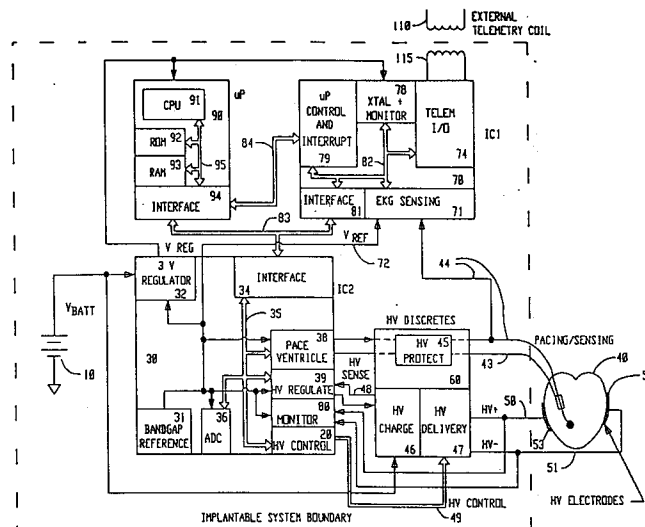 110
EXTERNAL
TELEMETRY
COIL
115
CPU 91
90
uP
ROM 92
RAM 93
95
INTERFACE
94
84
uP
CONTROL
AND
INTERRUPT
79
78
XTAL +
MONITOR
82
TELEM
I/O
74
IC1
70
INTERFACE 81
EKG SENSING
71
83
V REG
V REF
72
44
3 V
REGULATOR
32
INTERFACE
34
IC2
35
VBATT
10
30
BANDGAP
REFERENCE
31
ADC
36
PACE 38
VENTRICLE
39
HV REGULATE
MONITOR
80
HV CONTROL
20
HV
SENSE
48
HV DISCRETES
HV 45
PROTECT
60
HV
CHARGE
46
HV
DELIVERY
47
PACING/SENSING
43
40
50
HV+
HV-
53
51
5
HV ELECTRODES
HV CONTROL
49
IMPLANTABLE SYSTEM BOUNDARY